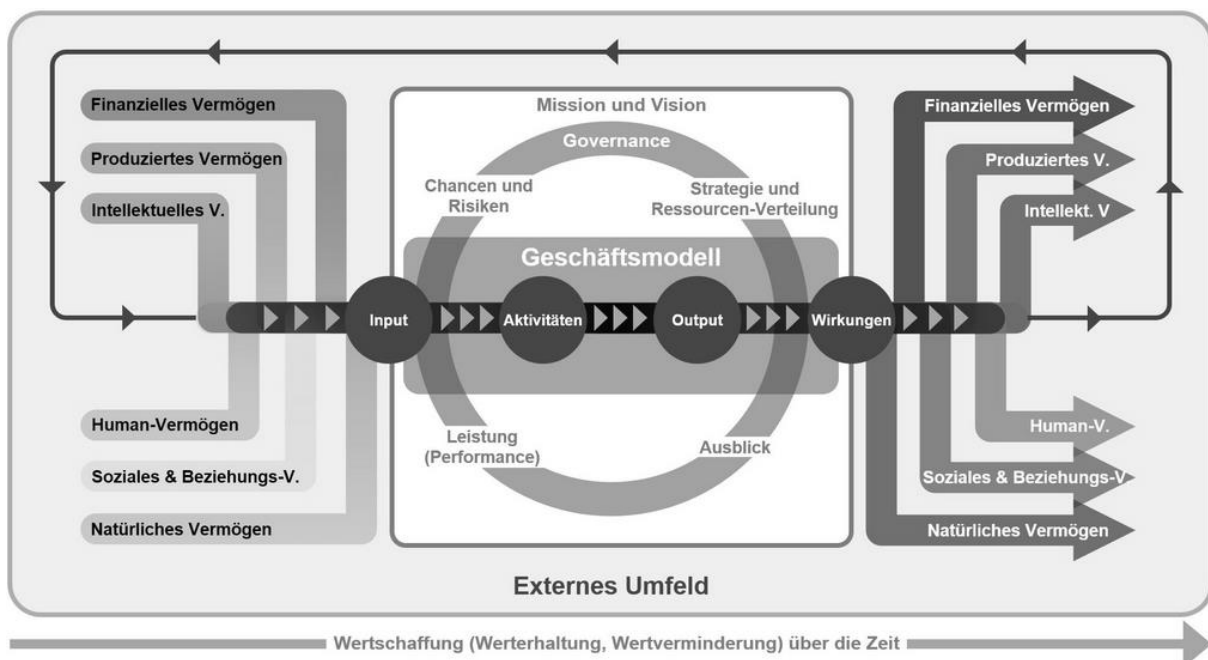 Finanzielles Vermögen
Produziertes Vermögen
Intellektuelles V.
Human-Vermögen
Soziales & Beziehungs-V.
Natürliches Vermögen
Mission und Vision
Governance
Chancen und
Risiken
Strategie und
Ressourcen-Verteilung
Geschäftsmodell
Input
Aktivitäten
Output
Wirkungen
Leistung
(Performance)
Ausblick
Finanzielles Vermögen
Produziertes V.
Intellekt. V
Human-V.
Soziales & Beziehungs-V
Natürliches Vermögen
Externes Umfeld
Wertschaffung (Werterhaltung, Wertverminderung) über die Zeit